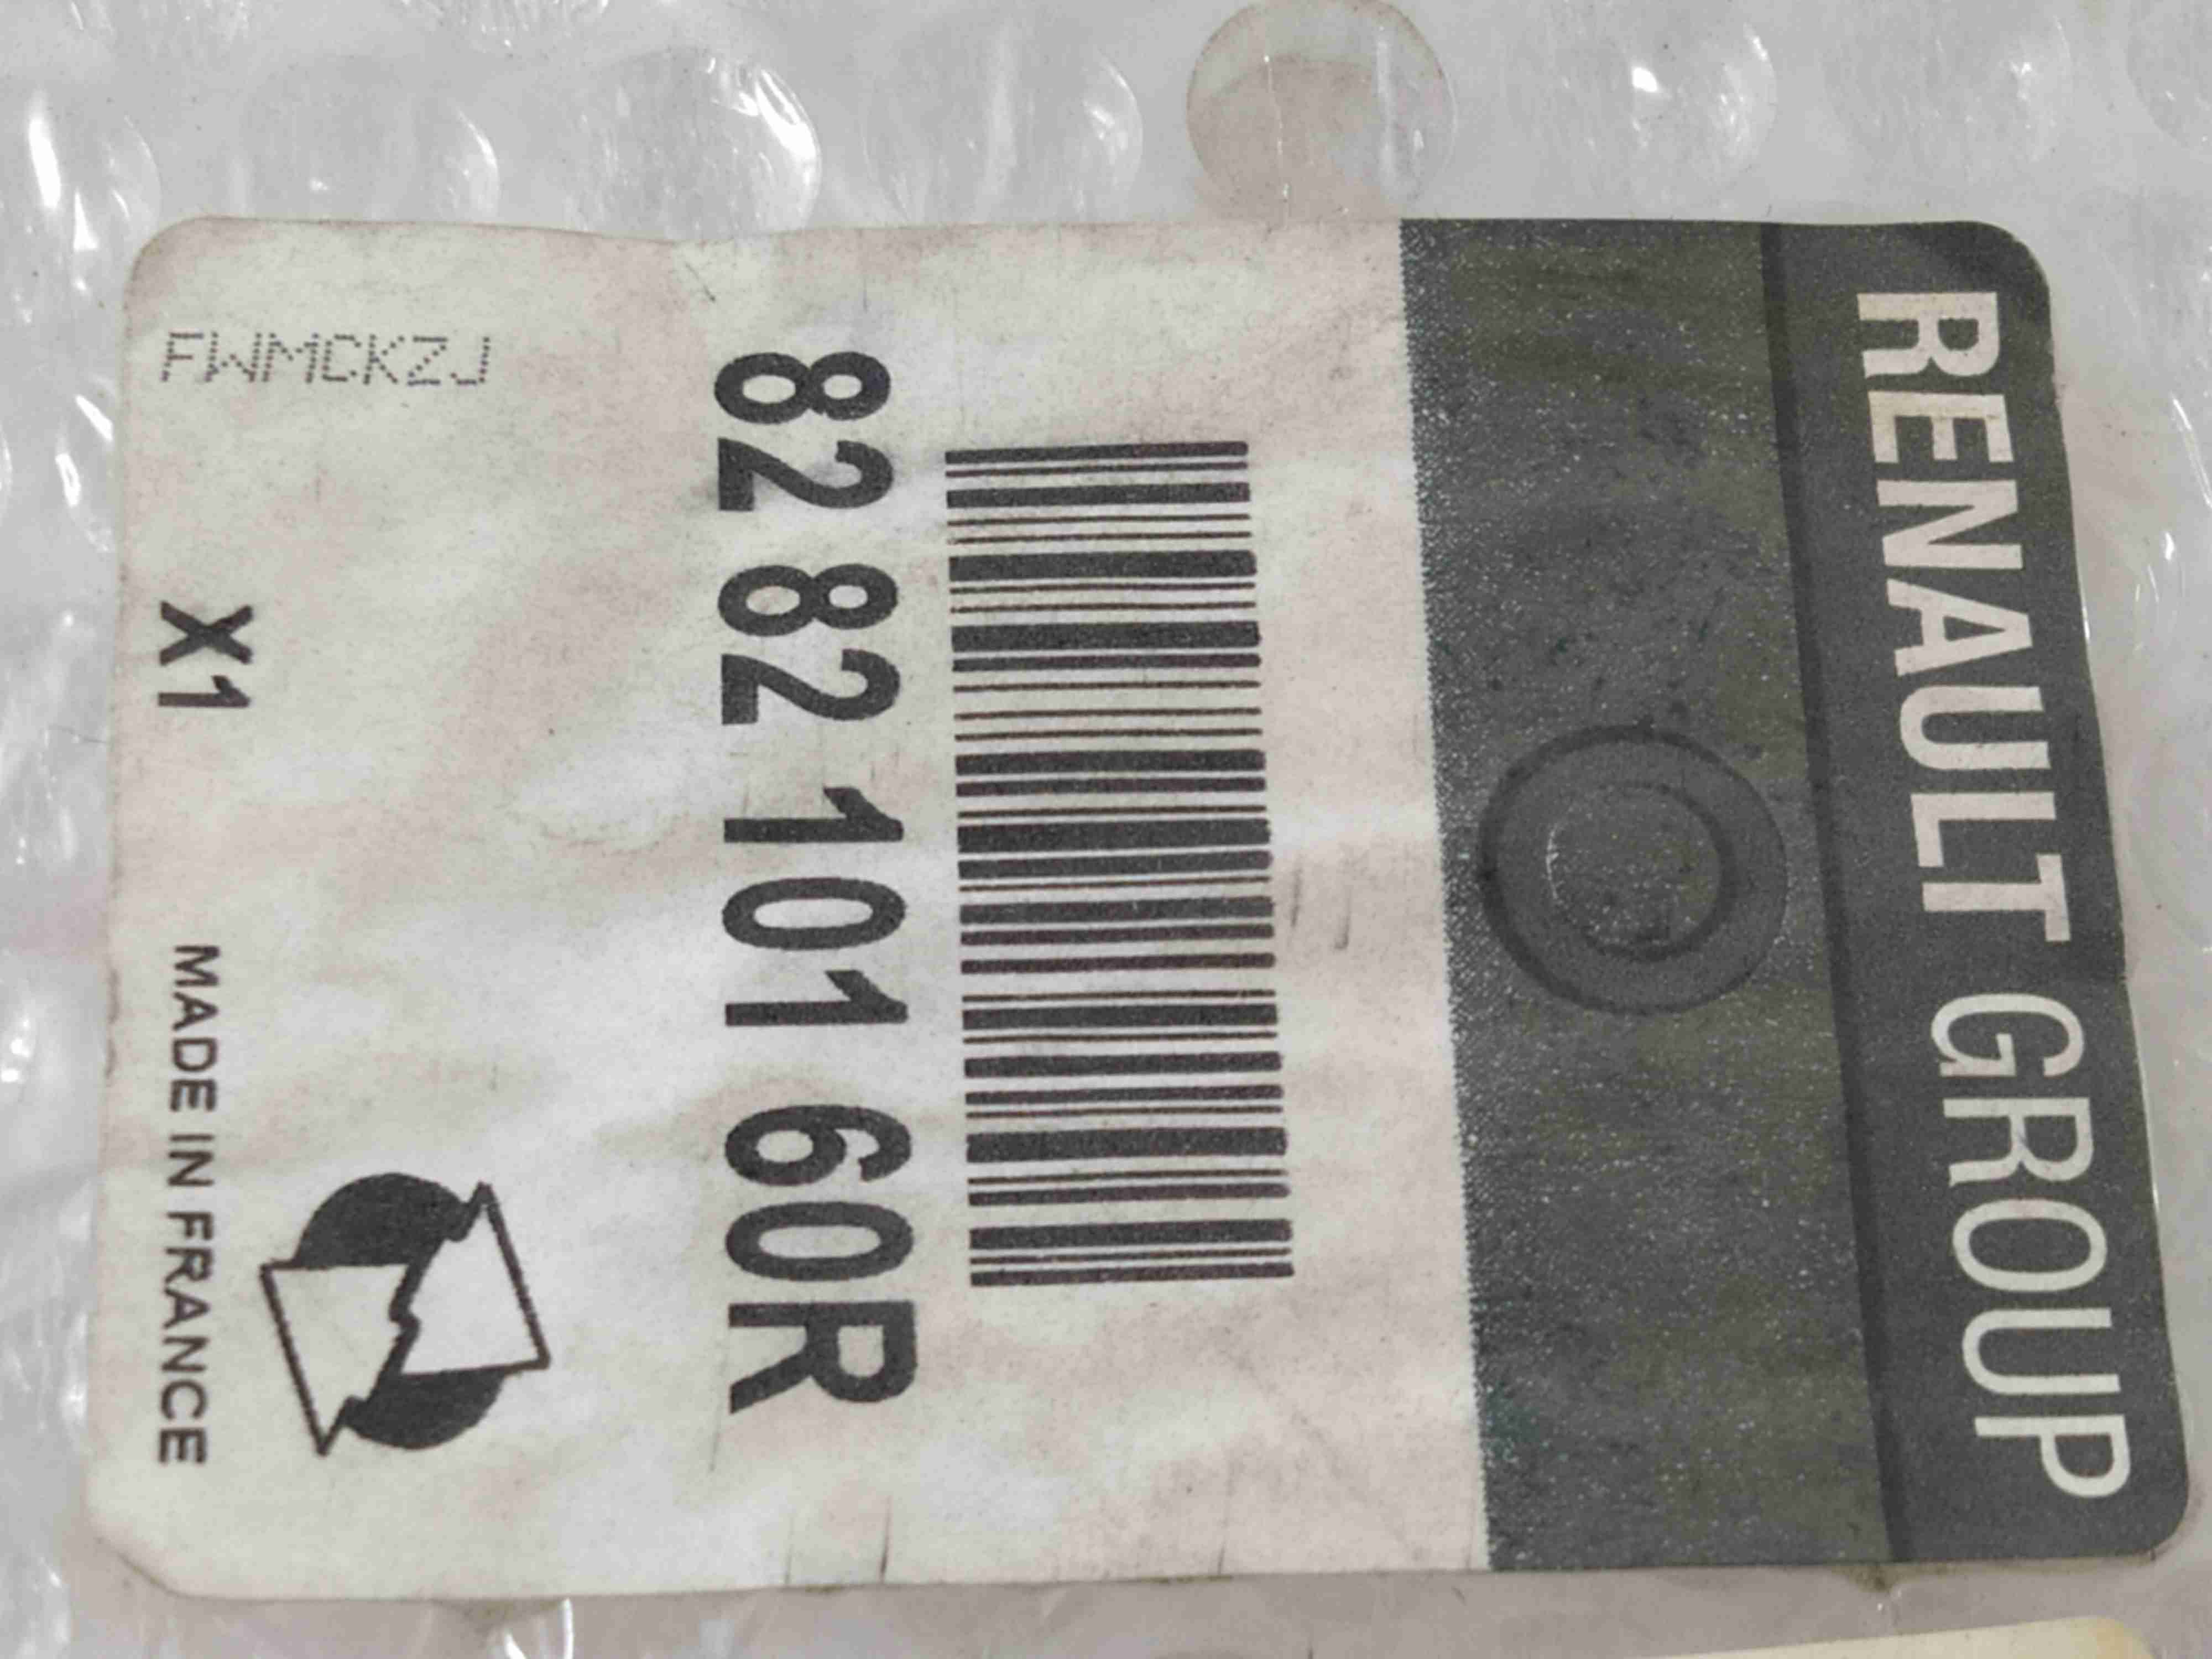 RENAULT GROUP
82 82 101 60R
X1
MADE IN FRANCE
FWMCKZJ